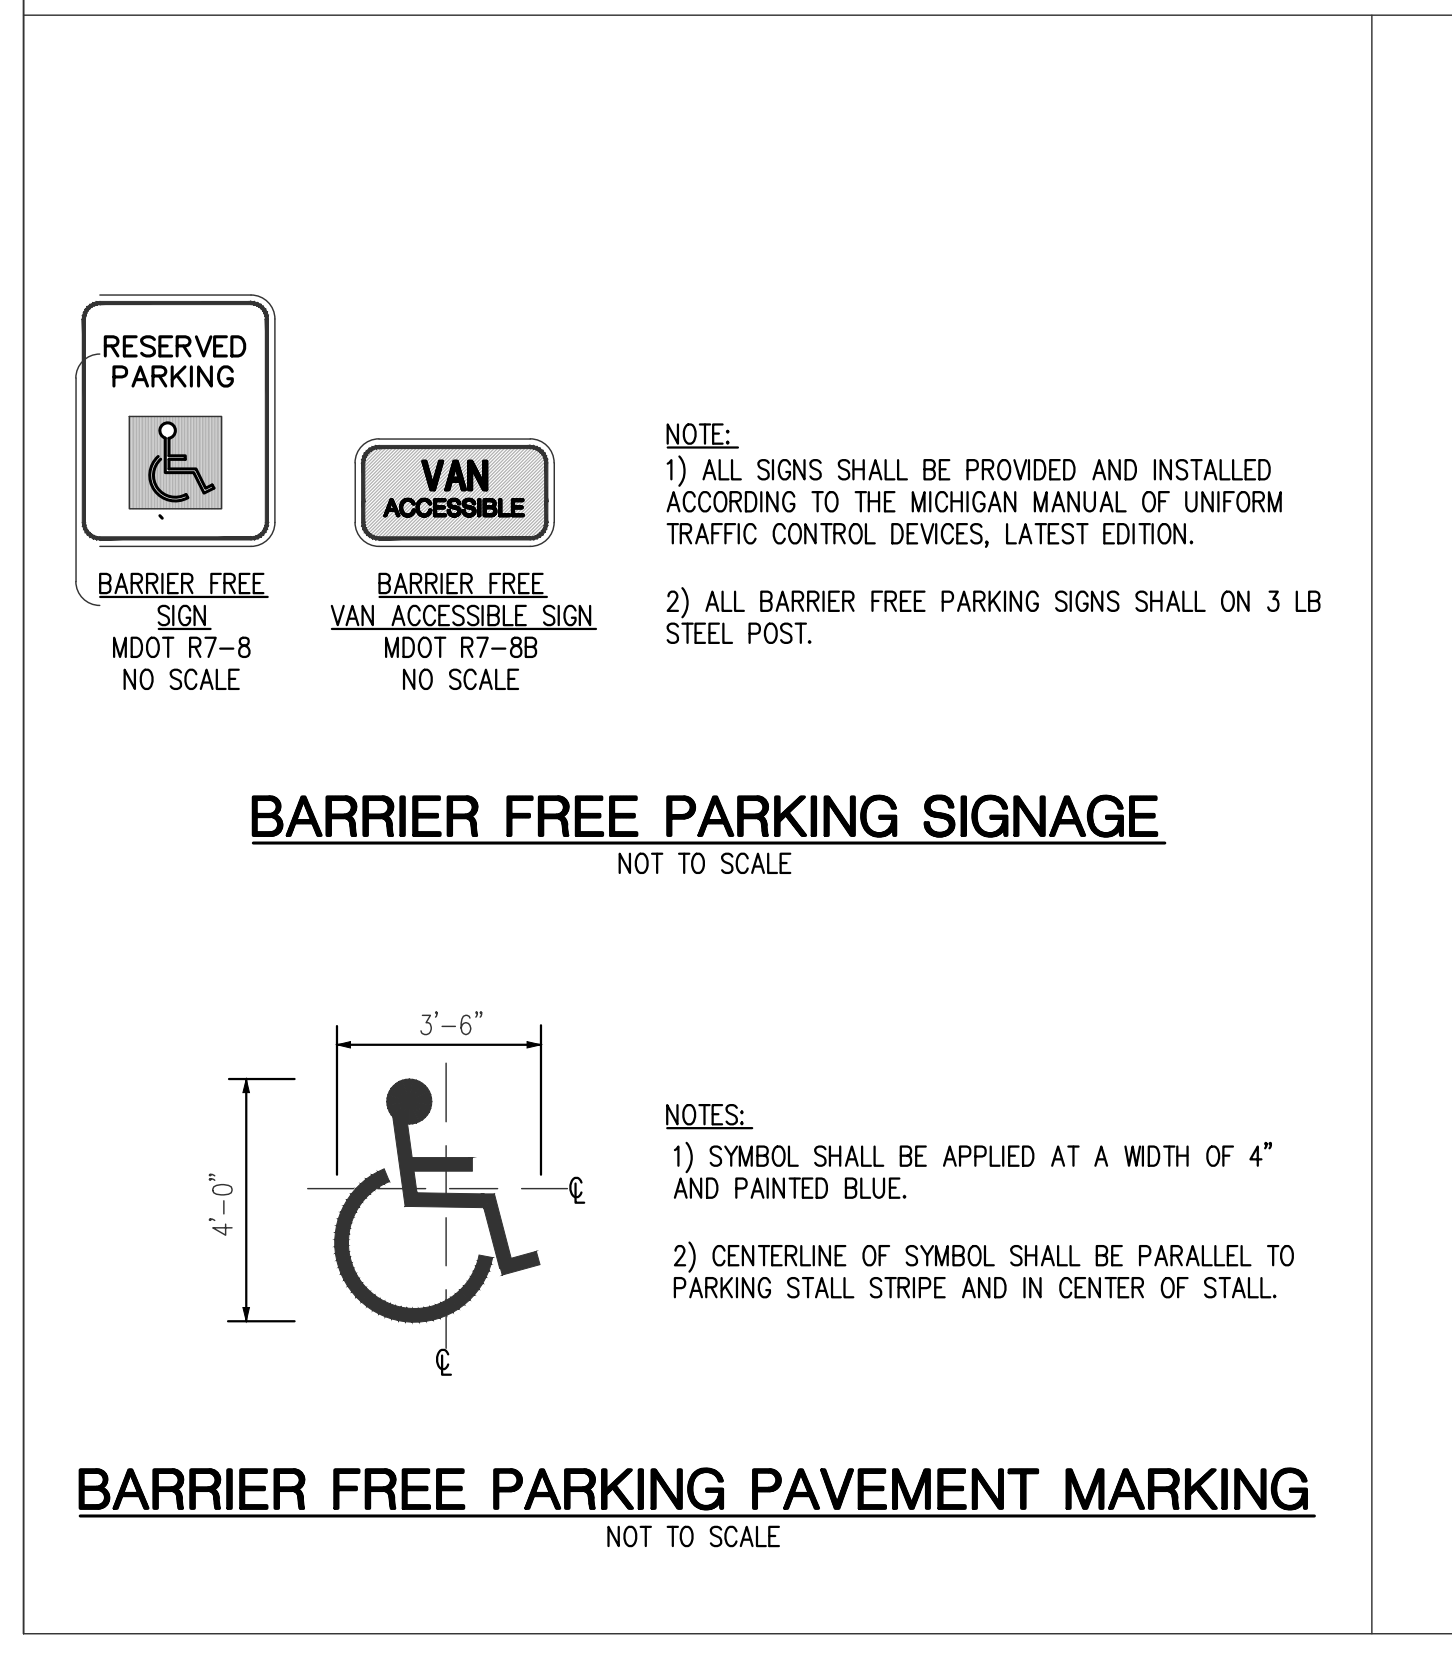 RESERVED
PARKING
VAN
ACCESSIBLE
BARRIER FREE
SIGN
MDOT R7-8
NO SCALE
BARRIER FREE
VAN ACCESSIBLE SIGN
MDOT R7-8B
NO SCALE
NOTE:
1) ALL SIGNS SHALL BE PROVIDED AND INSTALLED
ACCORDING TO THE MICHIGAN MANUAL OF UNIFORM
TRAFFIC CONTROL DEVICES, LATEST EDITION.
2) ALL BARRIER FREE PARKING SIGNS SHALL ON 3 LB
STEEL POST.
BARRIER FREE PARKING SIGNAGE
NOT TO SCALE
3'-6"
4'-0"
℄
℄
NOTES:
1) SYMBOL SHALL BE APPLIED AT A WIDTH OF 4"
AND PAINTED BLUE.
2) CENTERLINE OF SYMBOL SHALL BE PARALLEL TO
PARKING STALL STRIPE AND IN CENTER OF STALL.
BARRIER FREE PARKING PAVEMENT MARKING
NOT TO SCALE